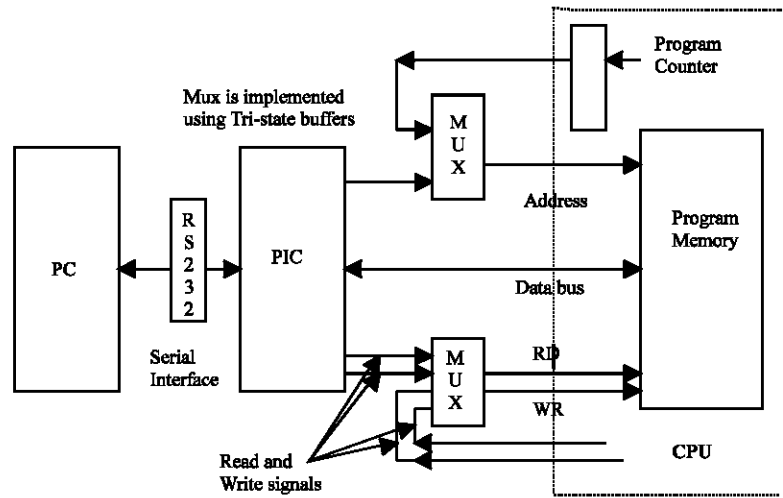 Program
Counter
Mux is implemented
using Tri-state buffers
M
U
X
Address
Program
Memory
PC
R
S
2
3
2
PIC
Data bus
Serial
Interface
M
U
X
RD
WR
Read and
Write signals
CPU